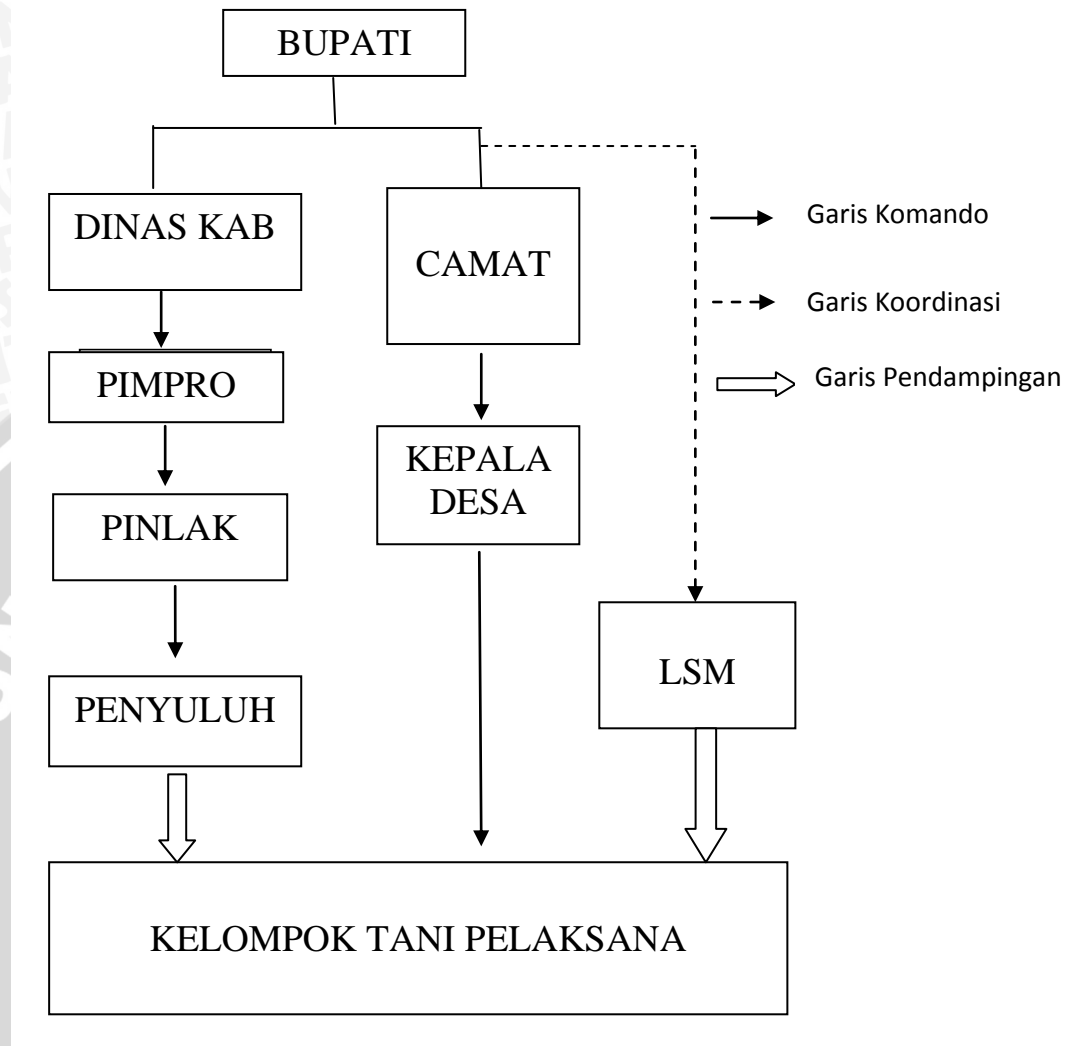 BUPATI
DINAS KAB
CAMAT
Garis Komando
Garis Koordinasi
PIMPRO
Garis Pendampingan
KEPALA
DESA
PINLAK
LSM
PENYULUH
KELOMPOK TANI PELAKSANA